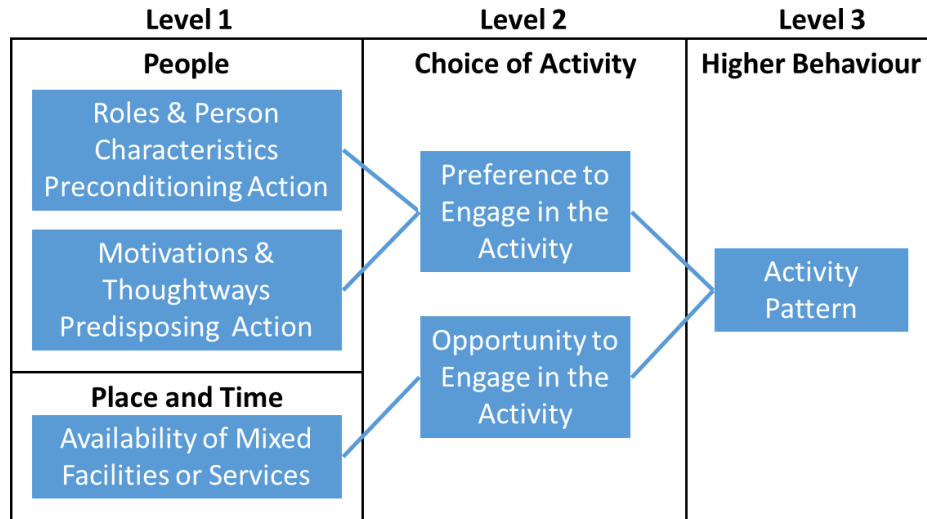 Level 1
Level 2
Level 3
People
Choice of Activity
Higher Behaviour
Roles & Person
Characteristics
Preconditioning Action
Motivations &
Thoughtways
Predisposing Action
Place and Time
Availability of Mixed
Facilities or Services
Preference to
Engage in the
Activity
Opportunity to
Engage in the
Activity
Activity
Pattern